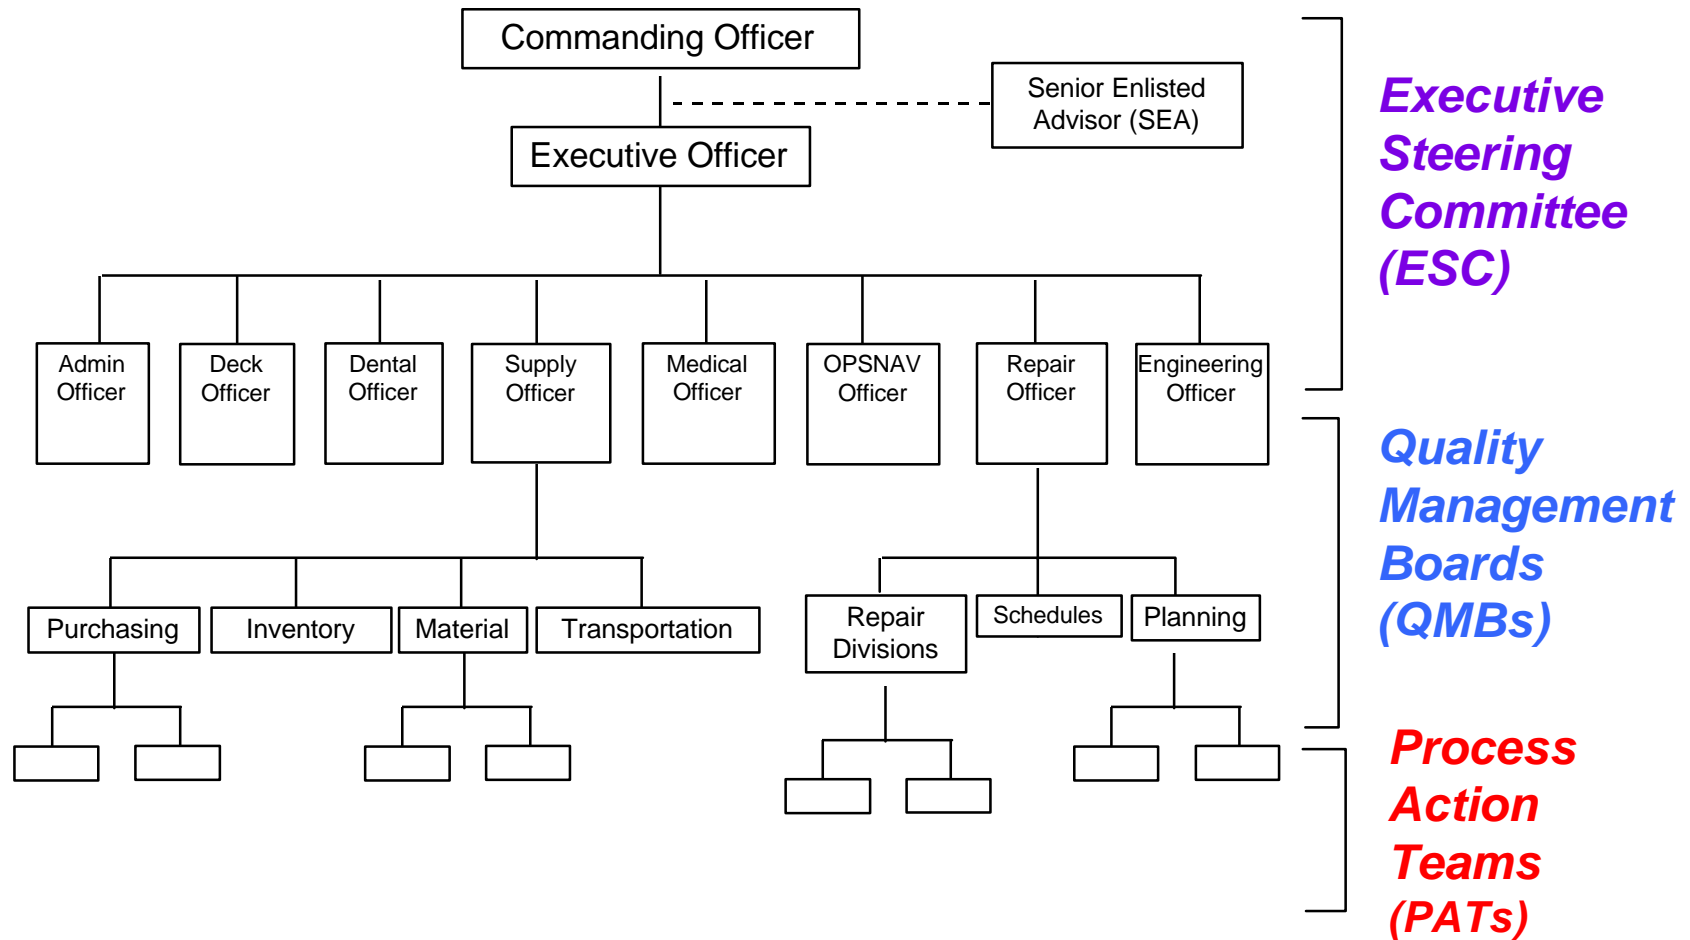 Commanding Officer
Senior Enlisted
Advisor (SEA)
Executive Officer
Executive
Steering
Committee
(ESC)
Admin
Officer
Deck
Officer
Dental
Officer
Supply
Officer
Medical
Officer
OPSNAV
Officer
Repair
Officer
Engineering
Officer
Quality
Management
Boards
(QMBs)
Purchasing
Inventory
Material
Transportation
Repair
Divisions
Schedules
Planning
Process
Action
Teams
(PATs)